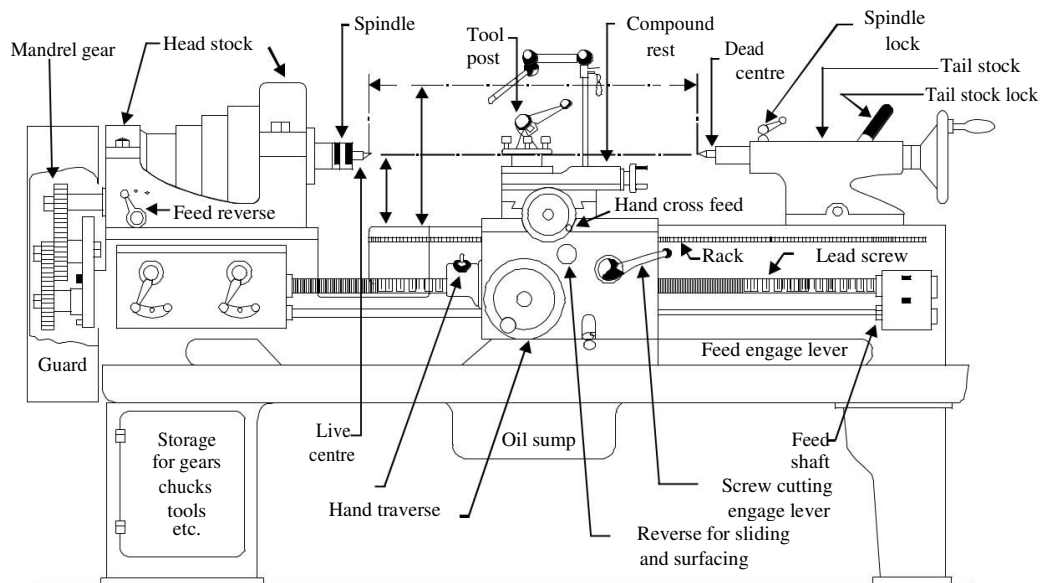 Mandrel gear
Head stock
Spindle
Tool
post
Compound
rest
Dead
centre
Spindle
lock
Tail stock
Tail stock lock
Feed reverse
Hand cross feed
Rack
Lead screw
Guard
Feed engage lever
Storage
for gears
chucks
tools
etc.
Live
centre
Hand traverse
Oil sump
Reverse for sliding
and surfacing
Screw cutting
engage lever
Feed
shaft